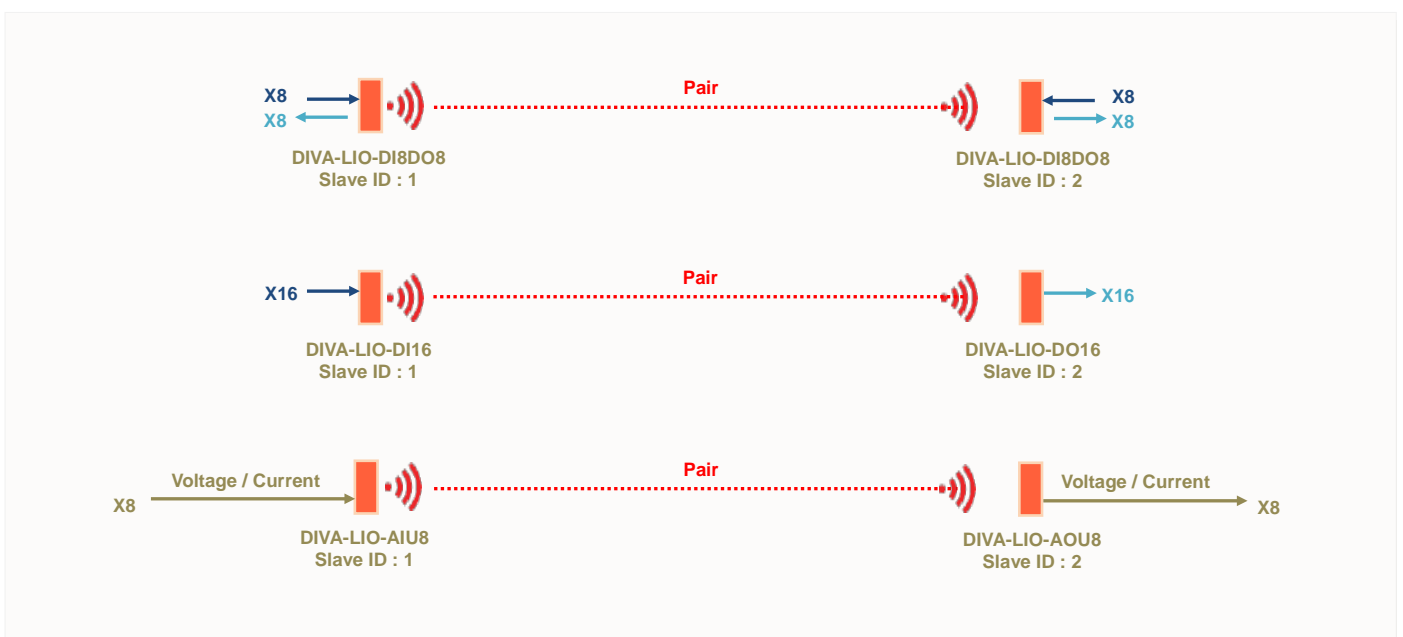 Pair
X8
X8
X8
X8
DIVA-LIO-DI8DO8
Slave ID : 1
DIVA-LIO-DI8DO8
Slave ID : 2
Pair
X16
X16
DIVA-LIO-DI16
Slave ID : 1
DIVA-LIO-DO16
Slave ID : 2
Pair
Voltage / Current
Voltage / Current
X8
X8
DIVA-LIO-AIU8
Slave ID : 1
DIVA-LIO-AOU8
Slave ID : 2